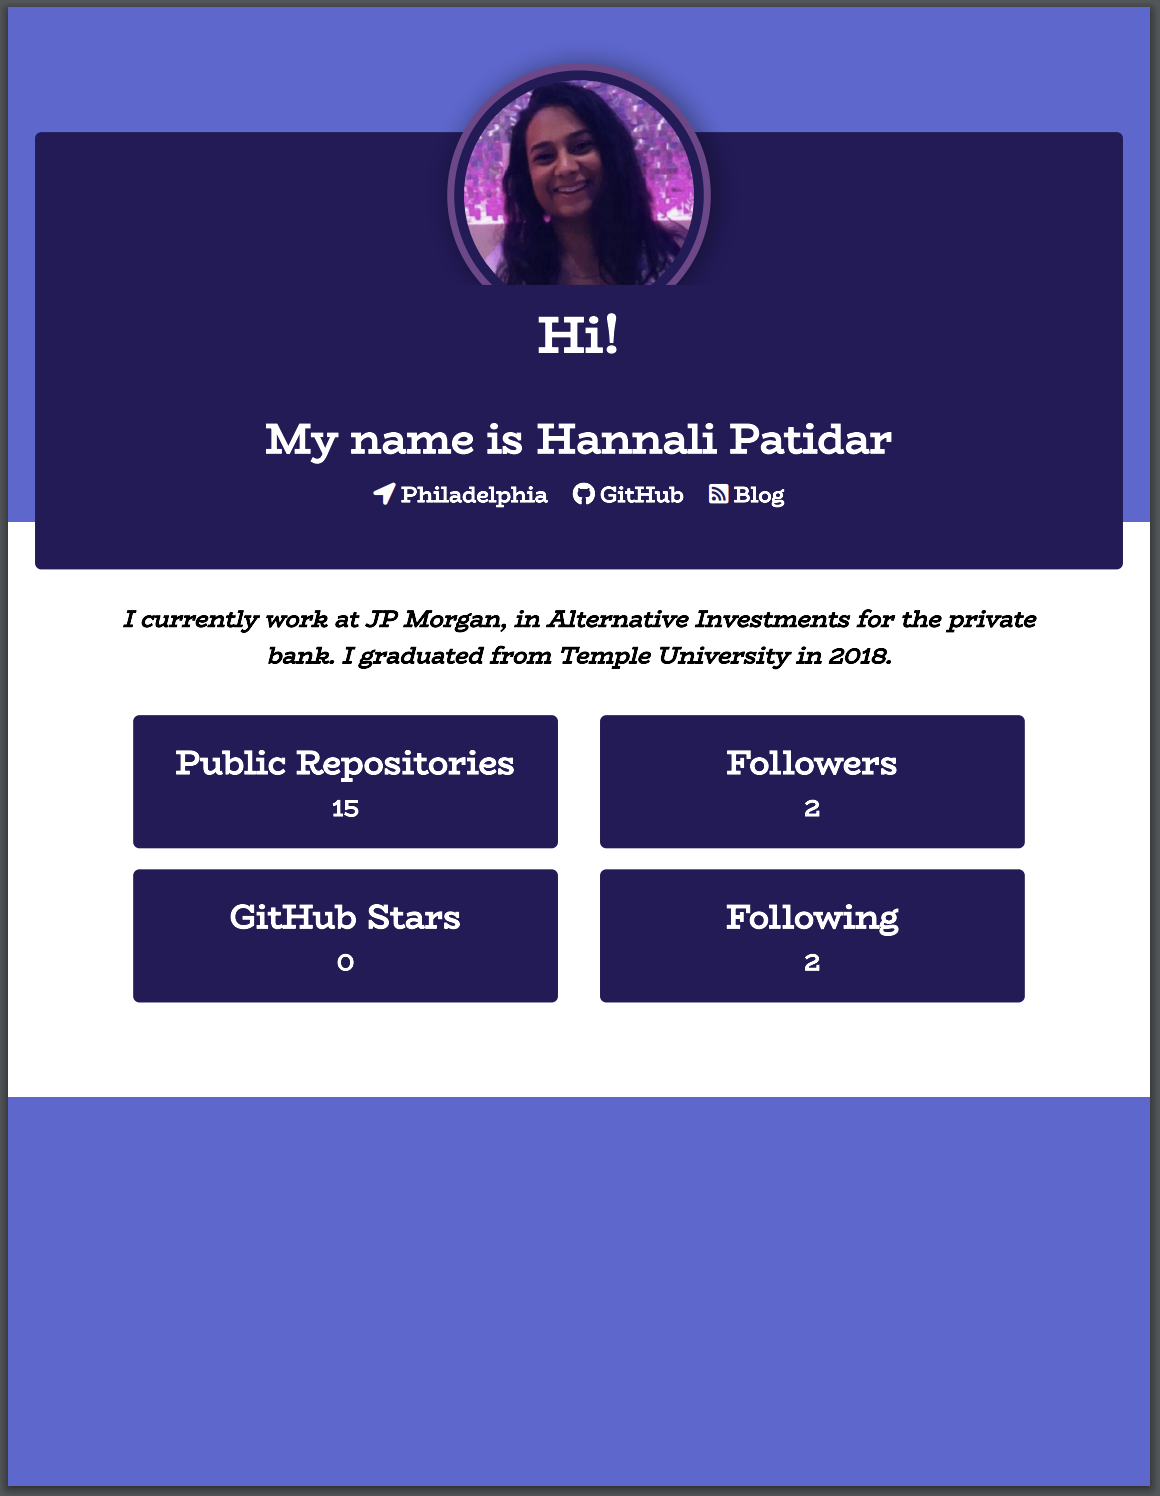 Hi!
My name is Hannali Patidar
Philadelphia GitHub Blog
I currently work at JP Morgan, in Alternative Investments for the private
bank. I graduated from Temple University in 2018.
Public Repositories
15
Followers
2
GitHub Stars
0
Following
2